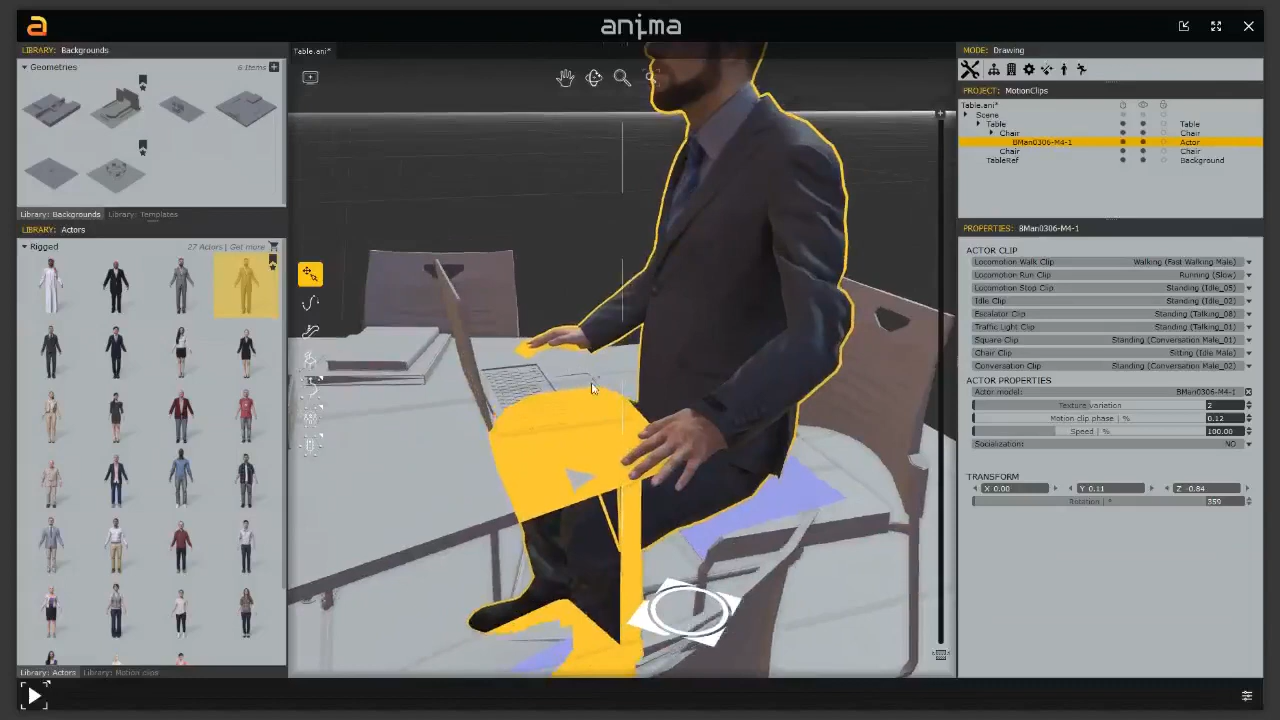 a
anima
LIBRARY: Backgrounds
Geometries
6 Items
Library: Backgrounds
Library: Templates
LIBRARY: Actors
Rigged
27 Actors | Get more
Library: Actors
Library: Motion clips
Table.ani*
MODE: Drawing
PROJECT: MotionClips
Table.ani*
Scene
Table Table
Chair Chair
BMan0306-M4-1 Actor
Chair Chair
TableRef Background
PROPERTIES: BMan0306-M4-1
ACTOR CLIP
Locomotion Walk Clip Walking (Fast Walking Male)
Locomotion Run Clip Running (Slow)
Locomotion Stop Clip Standing (Idle_05)
Idle Clip Standing (Idle_02)
Escalator Clip Standing (Talking_08)
Traffic Light Clip Standing (Talking_01)
Square Clip Standing (Conversation Male_01)
Chair Clip Sitting (Idle Male)
Conversation Clip Standing (Conversation Male_02)
ACTOR PROPERTIES
Actor model: BMan0306-M4-1
Texture variation 2
Motion clip phase | % 0.12
Speed | % 100.00
Socialization: NO
TRANSFORM
X 0.00 Y 0.11 Z -0.84
Rotation | ° 359